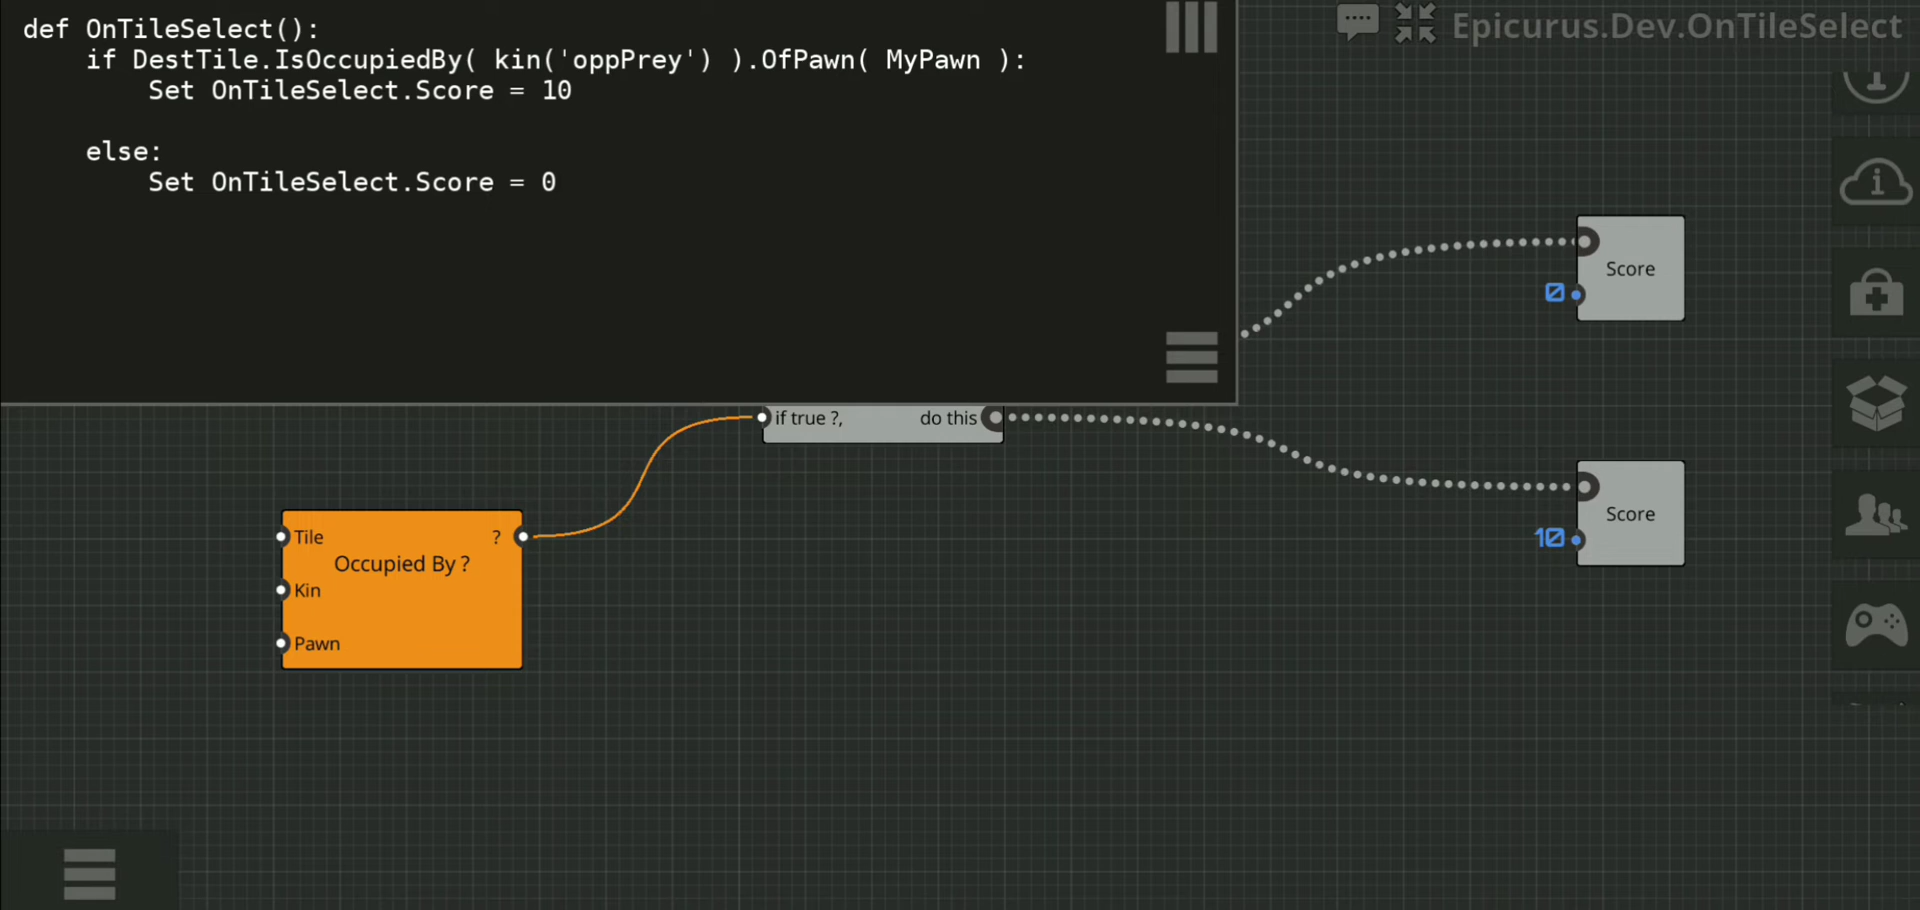 def OnTileSelect():
    if DestTile.IsOccupiedBy( kin('oppPrey') ).OfPawn( MyPawn ):
        Set OnTileSelect.Score = 10
    else:
        Set OnTileSelect.Score = 0
Epicurus.Dev.OnTileSelect
Score
0
if true ?, do this
Score
10
Tile ?
Occupied By ?
Kin
Pawn